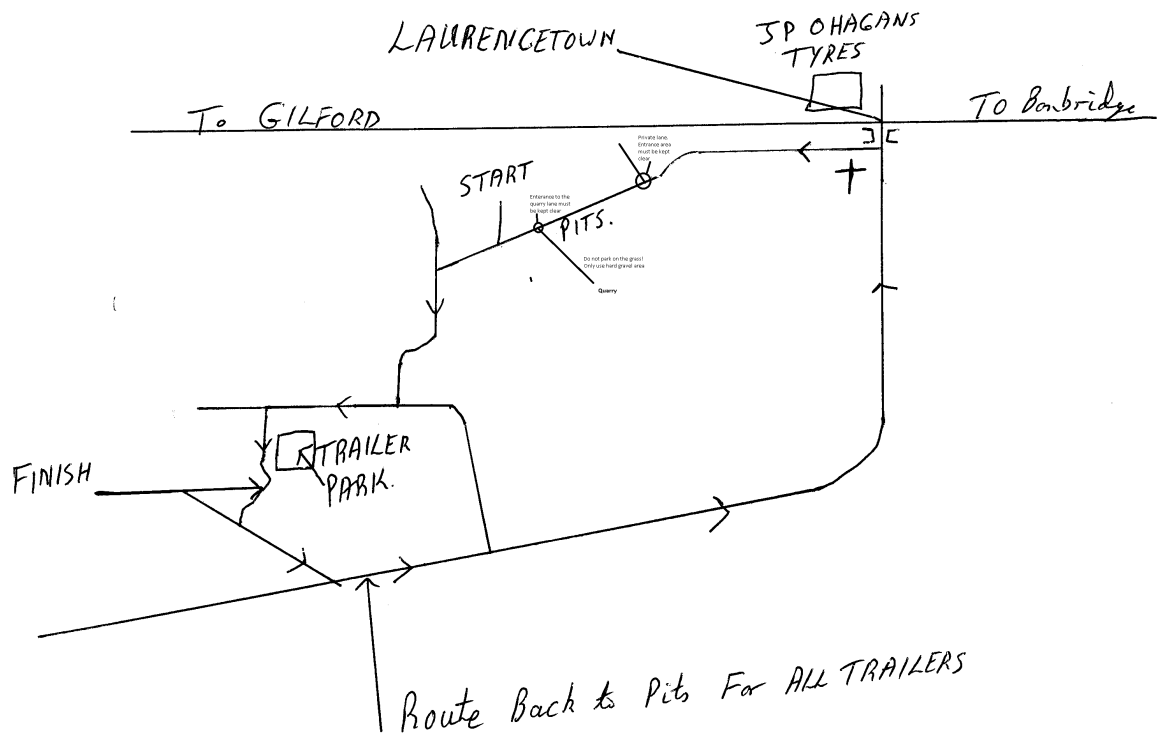 LAURENCETOWN
JP OHAGANS
TYRES
To GILFORD
TO Banbridge
Private lane.
Entrance area
must be kept
clear
START
Enterence to the
quarry lane must
be kept clear
PITS.
Do not park on the grass!
Only use hard gravel area
Quarry
TRAILER
PARK.
FINISH
Route Back to Pits For ALL TRAILERS